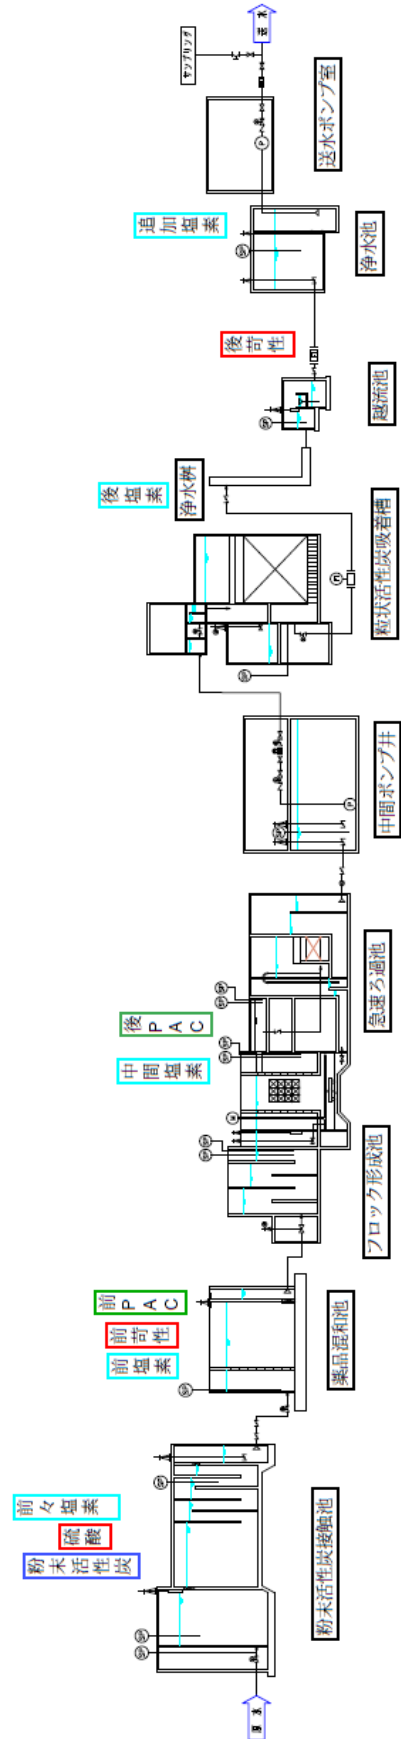 原水
粉末活性炭
硫酸
前々塩素
粉末活性炭接触池
前塩素
前苛性
前PAC
薬品混和池
フロック形成池
中間塩素
後PAC
急速ろ過池
中間ポンプ井
粒状活性炭吸着槽
後塩素
浄水桝
越流池
後苛性
追加塩素
浄水池
送水ポンプ室
サンプリング
送水